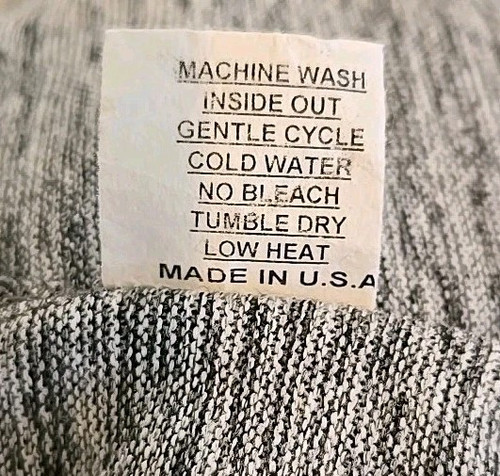 MACHINE WASH
INSIDE OUT
GENTLE CYCLE
COLD WATER
NO BLEACH
TUMBLE DRY
LOW HEAT
MADE IN U.S.A